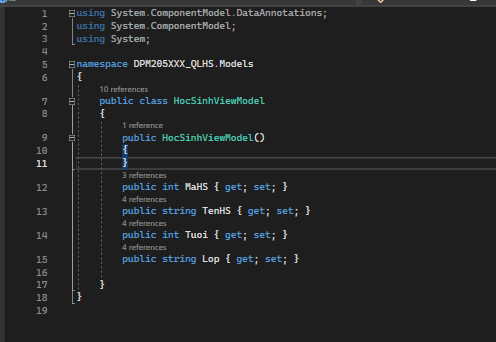 1 using System.ComponentModel.DataAnnotations;
2 using System.ComponentModel;
3 using System;
4
5 namespace DPM205XXX_QLHS.Models
6 {
10 references
7 public class HocSinhViewModel
8 {
1 reference
9 public HocSinhViewModel()
10 {
11 }
3 references
12 public int MaHS { get; set; }
4 references
13 public string TenHS { get; set; }
4 references
14 public int Tuoi { get; set; }
4 references
15 public string Lop { get; set; }
16
17 }
18 }
19